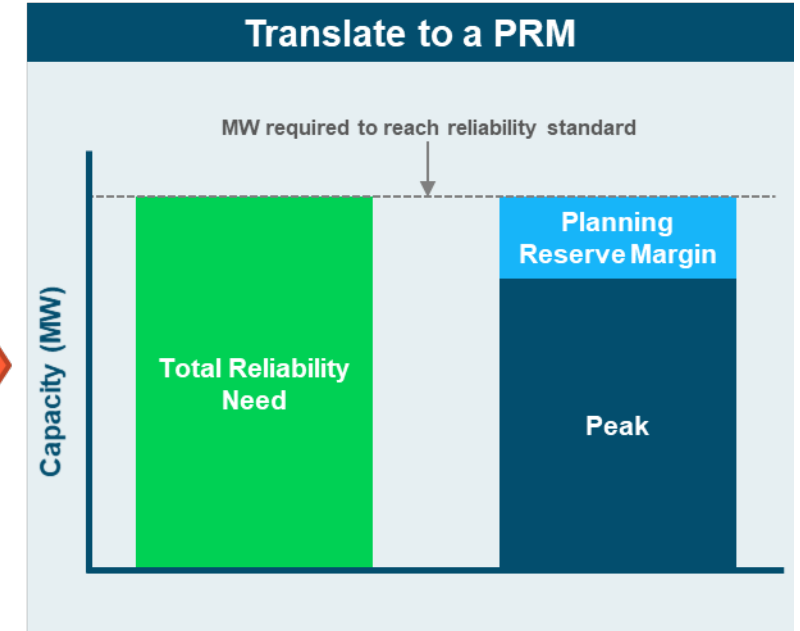 Translate to a PRM
MW required to reach reliability standard
Capacity (MW)
Total Reliability
Need
Planning
Reserve Margin
Peak